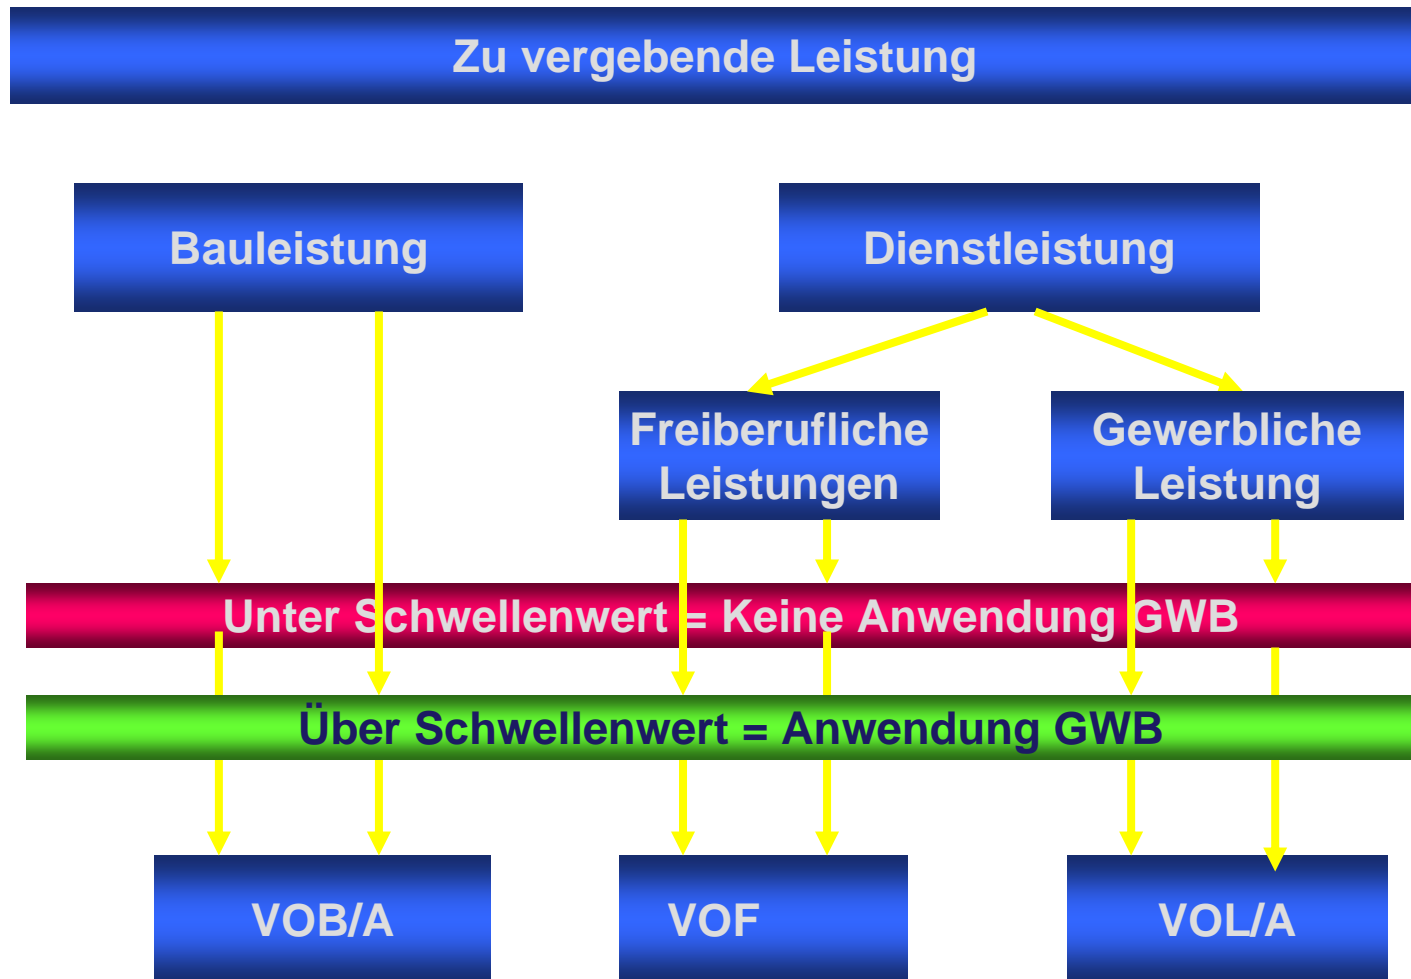 Zu vergebende Leistung
Bauleistung
Dienstleistung
Freiberufliche
Leistungen
Gewerbliche
Leistung
Unter Schwellenwert = Keine Anwendung GWB
Über Schwellenwert = Anwendung GWB
VOB/A
VOF
VOL/A